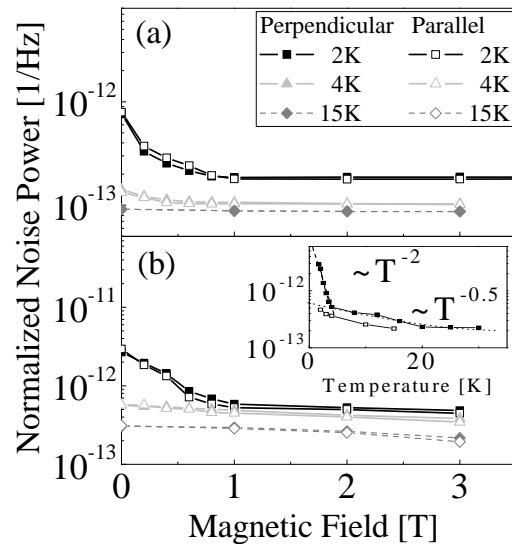 (a)
Perpendicular Parallel
2K 2K
4K 4K
15K 15K
10^-12
10^-13
Normalized Noise Power [1/Hz]
(b)
10^-11
10^-12
10^-13
~T^-2
~T^-0.5
10^-12
10^-13
0 20
Temperature [K]
0 1 2 3
Magnetic Field [T]